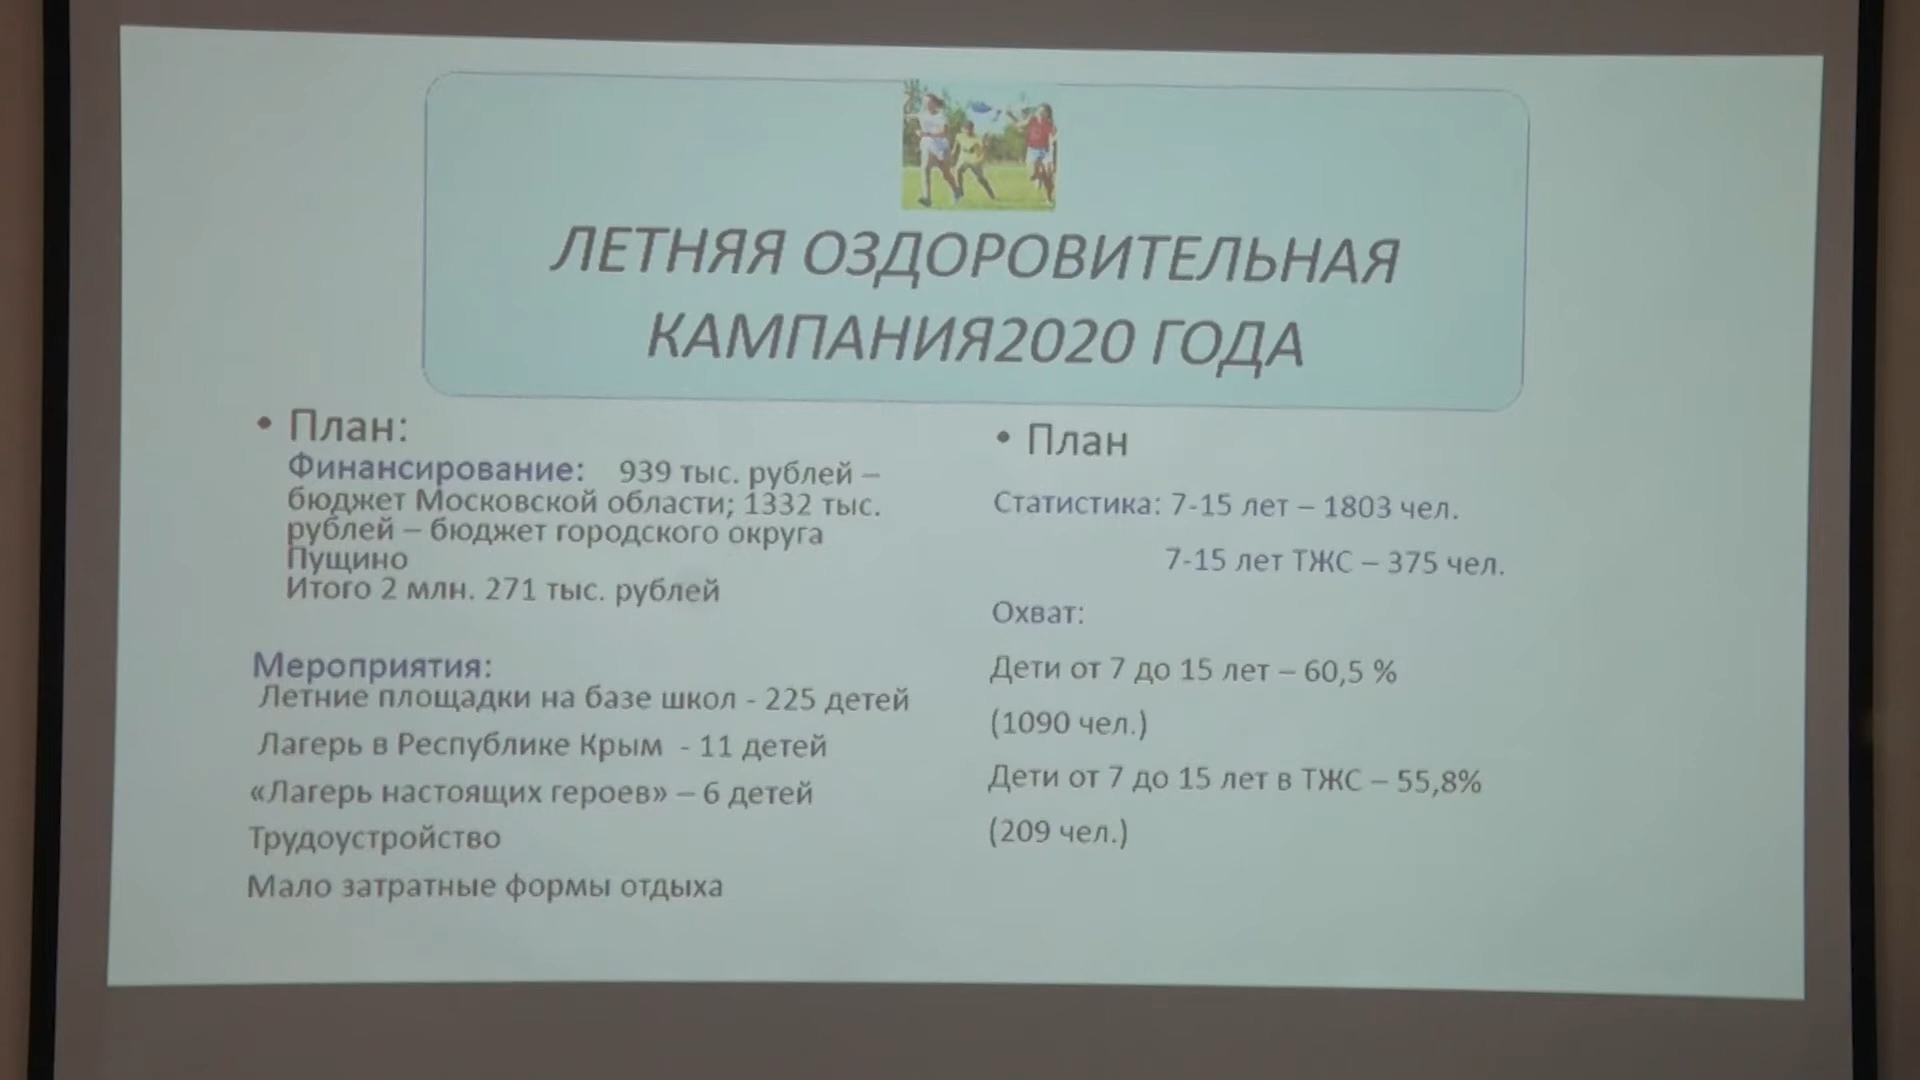 ЛЕТНЯЯ ОЗДОРОВИТЕЛЬНАЯ
КАМПАНИЯ2020 ГОДА
• План:
Финансирование: 939 тыс. рублей –
бюджет Московской области; 1332 тыс.
рублей – бюджет городского округа
Пущино
Итого 2 млн. 271 тыс. рублей
Мероприятия:
Летние площадки на базе школ - 225 детей
Лагерь в Республике Крым - 11 детей
«Лагерь настоящих героев» – 6 детей
Трудоустройство
Мало затратные формы отдыха
• План
Статистика: 7-15 лет – 1803 чел.
7-15 лет ТЖС – 375 чел.
Охват:
Дети от 7 до 15 лет – 60,5 %
(1090 чел.)
Дети от 7 до 15 лет в ТЖС – 55,8%
(209 чел.)